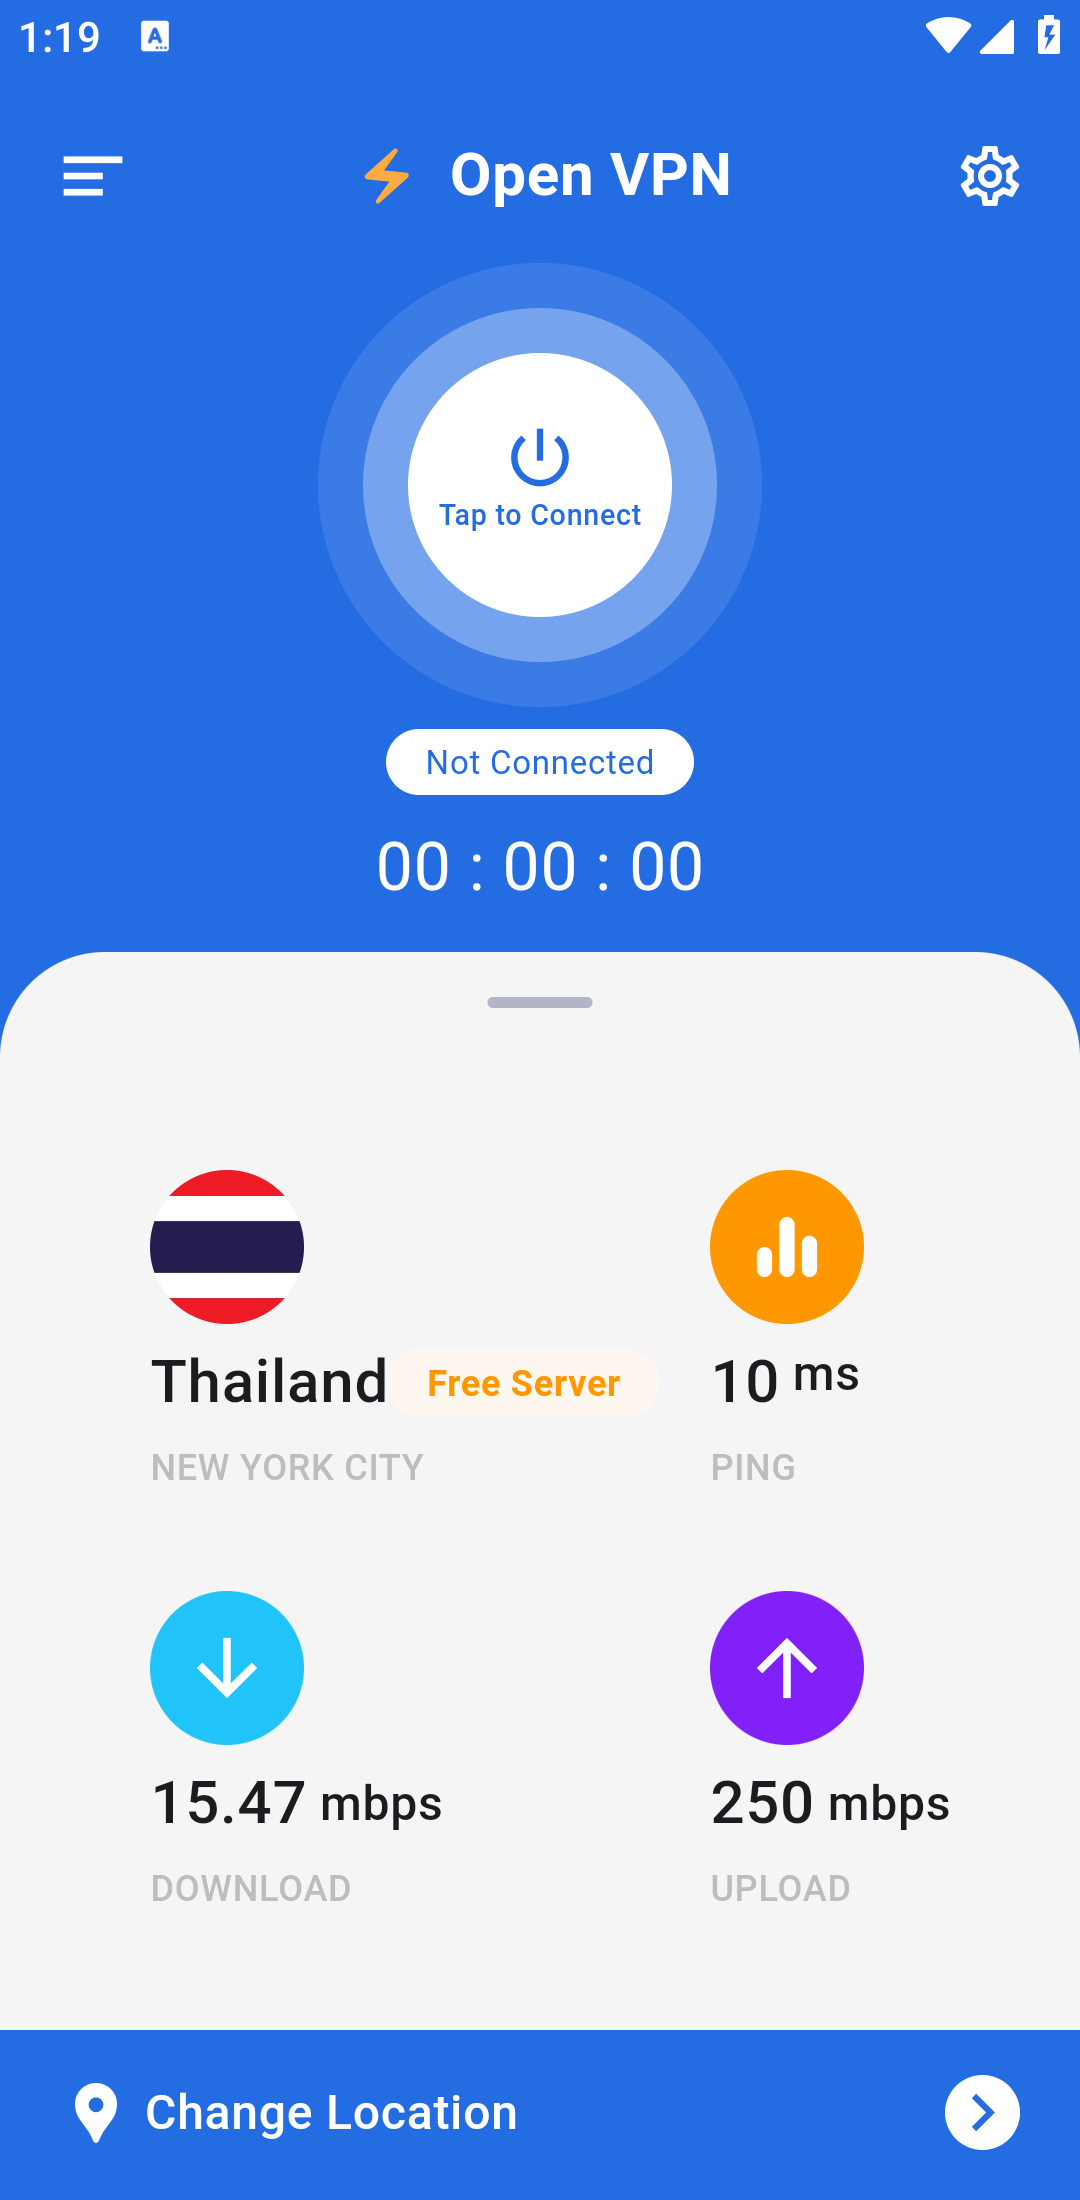 1:19
Open VPN
Tap to Connect
Not Connected
00 : 00 : 00
Thailand Free Server
10 ms
NEW YORK CITY
PING
15.47 mbps
250 mbps
DOWNLOAD
UPLOAD
Change Location